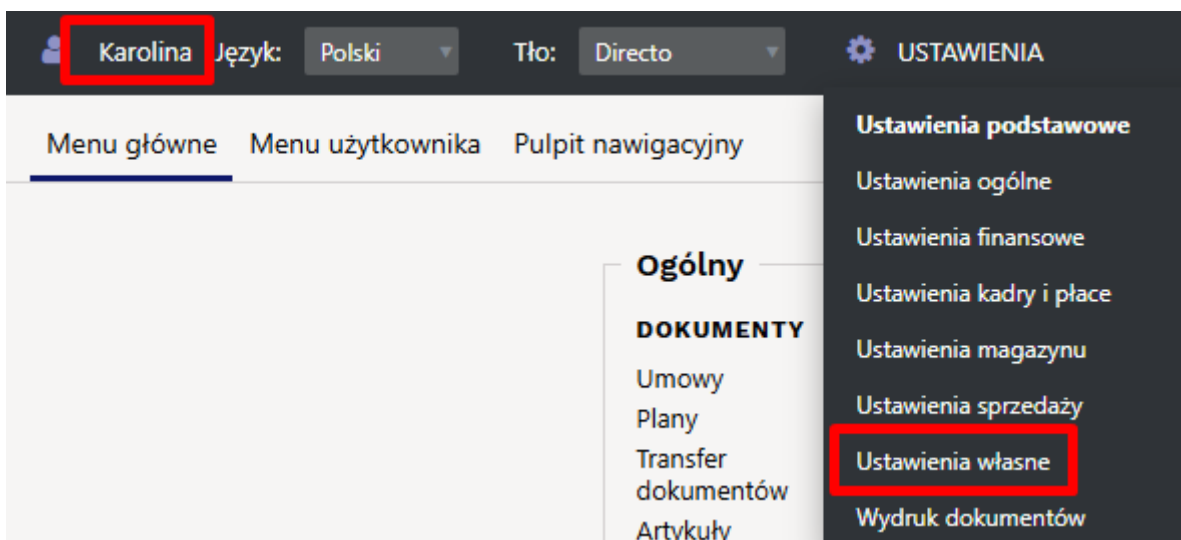 Karolina Język: Polski Tło: Directo USTAWIENIA
Menu główne Menu użytkownika Pulpit nawigacyjny
Ogólny
DOKUMENTY
Umowy
Plany
Transfer
dokumentów
Artykuły
Ustawienia podstawowe
Ustawienia ogólne
Ustawienia finansowe
Ustawienia kadry i płace
Ustawienia magazynu
Ustawienia sprzedaży
Ustawienia własne
Wydruk dokumentów